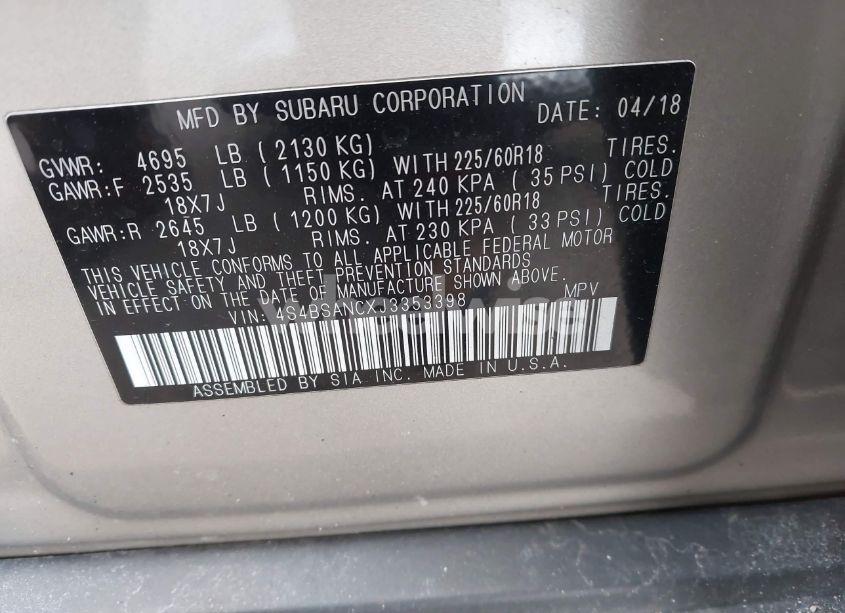 MFD BY SUBARU CORPORATION DATE: 04/18
GVWR: 4695 LB ( 2130 KG)
GAWR:F 2535 LB ( 1150 KG) WITH 225/60R18 TIRES.
18X7J RIMS. AT 240 KPA ( 35 PSI) COLD
GAWR:R 2645 LB ( 1200 KG) WITH 225/60R18 TIRES.
18X7J RIMS. AT 230 KPA ( 33 PSI) COLD
THIS VEHICLE CONFORMS TO ALL APPLICABLE FEDERAL MOTOR
VEHICLE SAFETY AND THEFT PREVENTION STANDARDS
IN EFFECT ON THE DATE OF MANUFACTURE SHOWN ABOVE.
VIN: 4S4BSANCXJ3353398 MPV
ASSEMBLED BY SIA INC. MADE IN U.S.A.